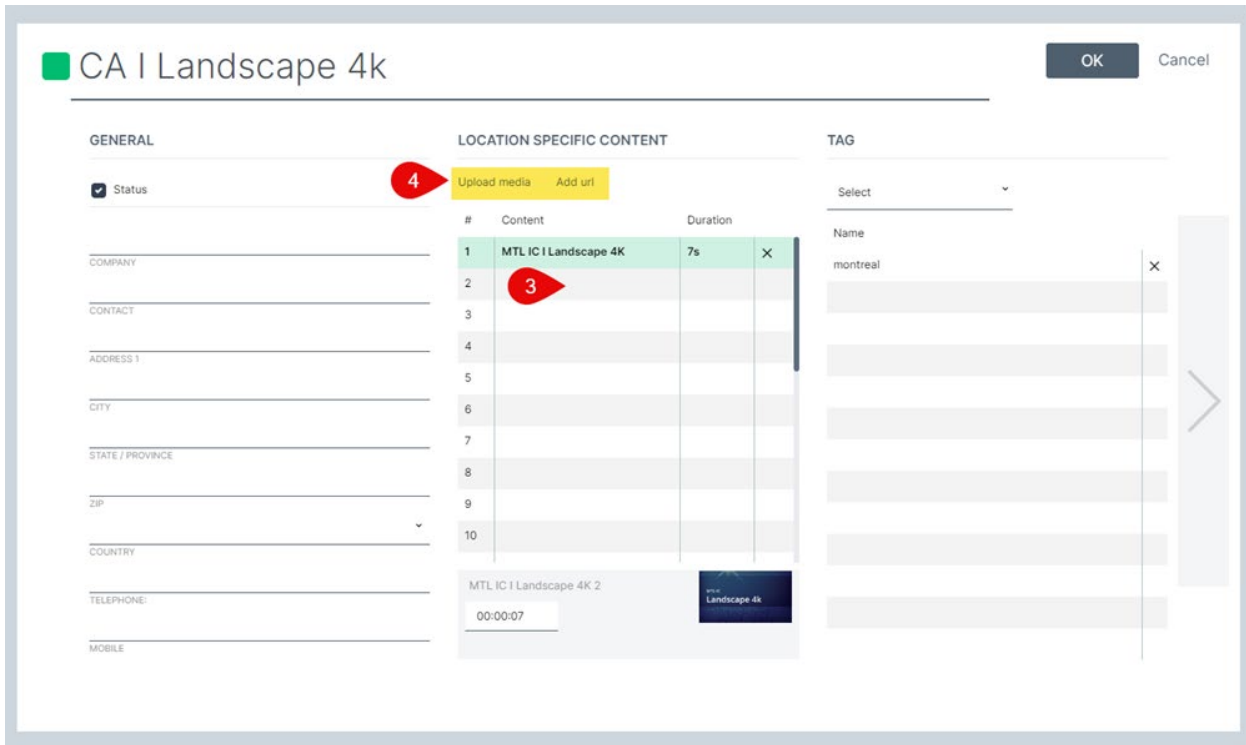 CA I Landscape 4k
OK
Cancel
GENERAL
Status
COMPANY
CONTACT
ADDRESS 1
CITY
STATE / PROVINCE
ZIP
COUNTRY
TELEPHONE:
MOBILE
LOCATION SPECIFIC CONTENT
4
Upload media Add url
# Content Duration
1 MTL IC I Landscape 4K 7s ×
2
3
3
4
5
6
7
8
9
10
MTL IC I Landscape 4K 2
00:00:07
MTL IC
Landscape 4k
TAG
Select
Name
montreal ×